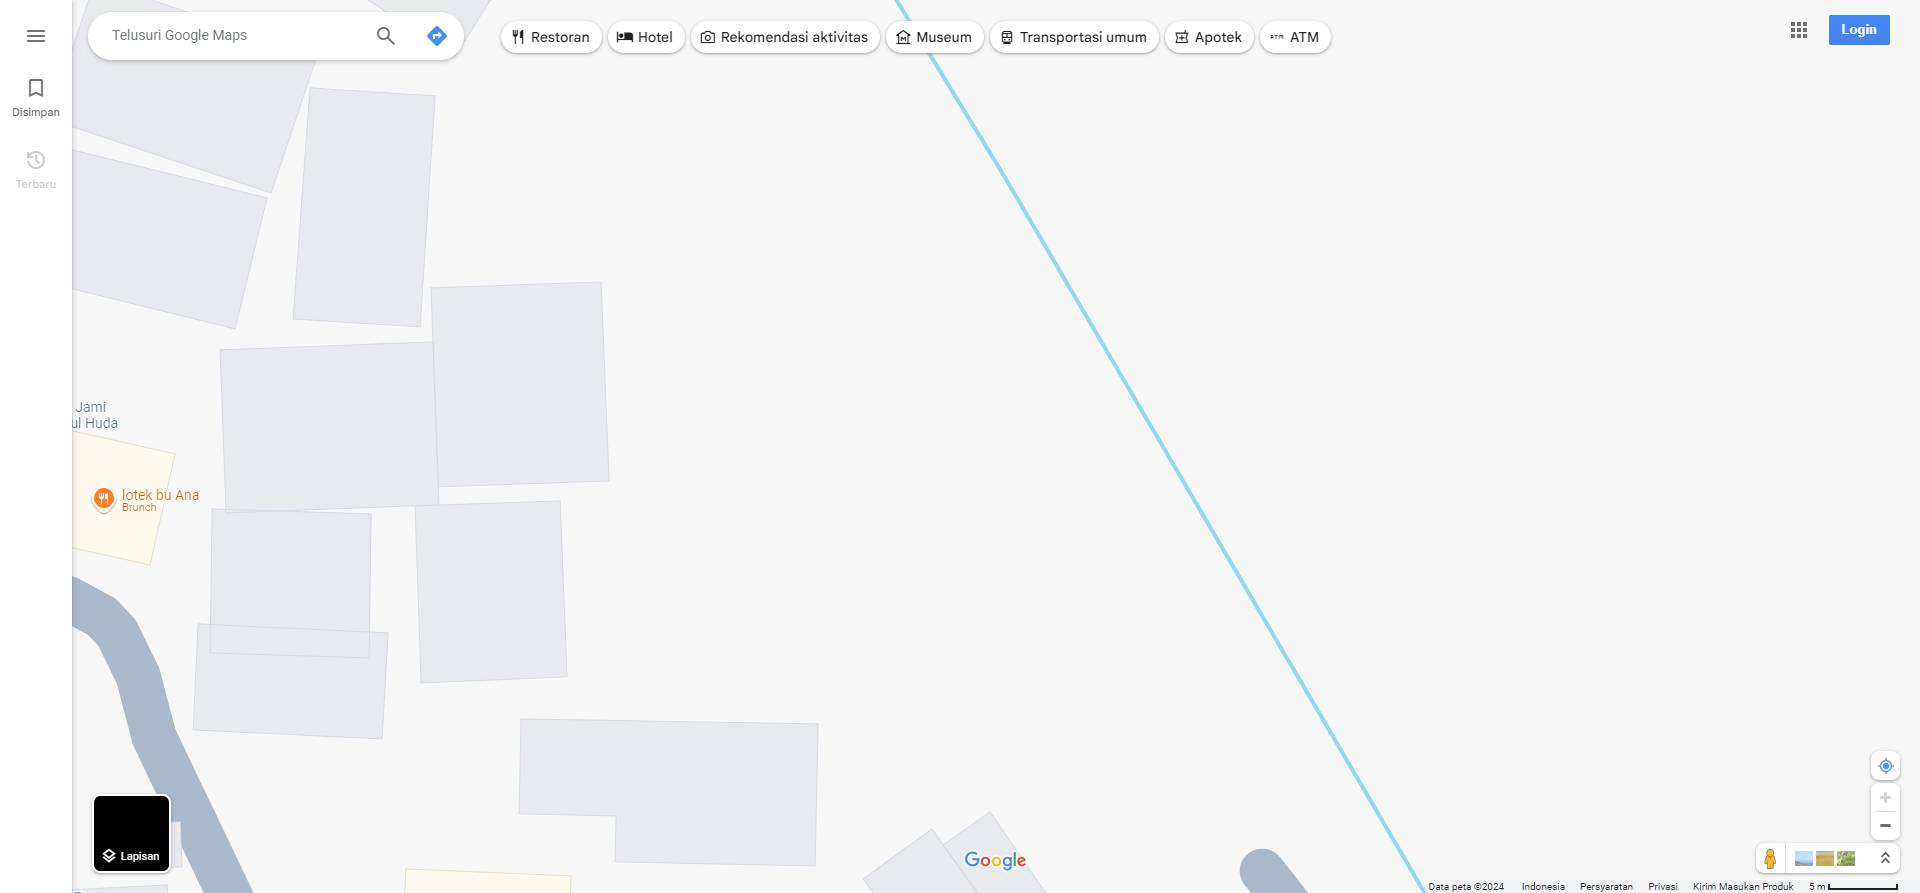 Telusuri Google Maps
Restoran
Hotel
Rekomendasi aktivitas
Museum
Transportasi umum
Apotek
ATM
Login
Disimpan
Terbaru
Jami
ul Huda
lotek bu Ana
Brunch
Lapisan
Google
Data peta ©2024 Indonesia Persyaratan Privasi Kirim Masukan Produk 5 m